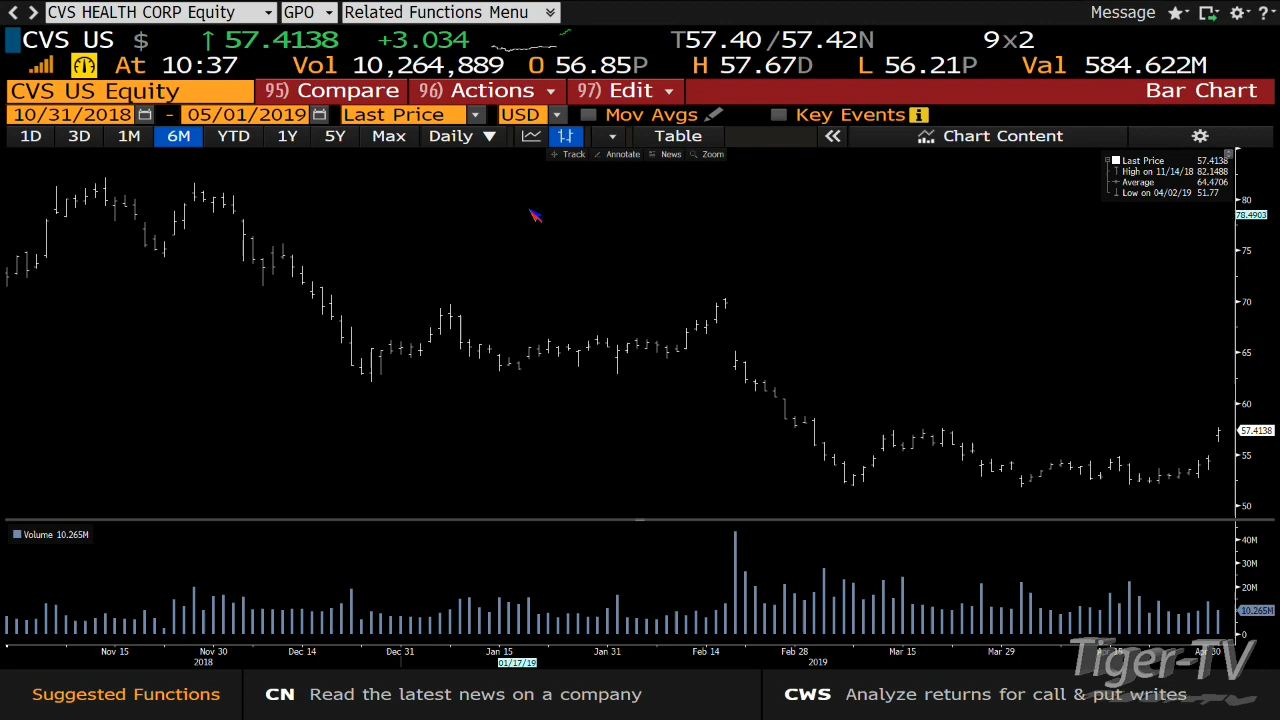 CVS HEALTH CORP Equity GPO Related Functions Menu Message ?
CVS US $ ↑ 57.4138 +3.034 T57.40 /57.42N 9x2
At 10:37 Vol 10,264,889 O 56.85P H 57.67D L 56.21P Val 584.622M
CVS US Equity 95) Compare 96) Actions 97) Edit Bar Chart
10/31/2018 - 05/01/2019 Last Price USD Mov Avgs Key Events i
1D 3D 1M 6M YTD 1Y 5Y Max Daily ▼ Table « Chart Content
Track Annotate News Zoom
Last Price 57.4138
High on 11/14/18 82.1488
Average 64.4706
Low on 04/02/19 51.77
80
78.4903
75
70
65
60
57.4138
55
50
Volume 10.265M
40M
30M
20M
10.265M
0
Nov 15 Nov 30 Dec 14 Dec 31 Jan 15 Jan 31 Feb 14 Feb 28 Mar 15 Mar 29 Apr 15 Apr 30
2018 01/17/19 2019
Tiger-TV
Suggested Functions CN Read the latest news on a company CWS Analyze returns for call & put writes